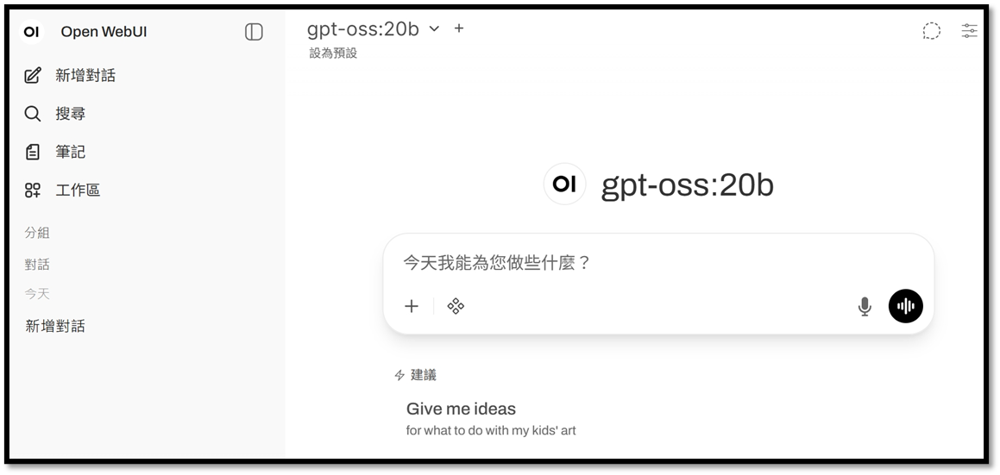 OI Open WebUI
新增對話
搜尋
筆記
工作區
分組
對話
今天
新增對話
gpt-oss:20b
設為預設
OI gpt-oss:20b
今天我能為您做些什麼？
建議
Give me ideas
for what to do with my kids' art